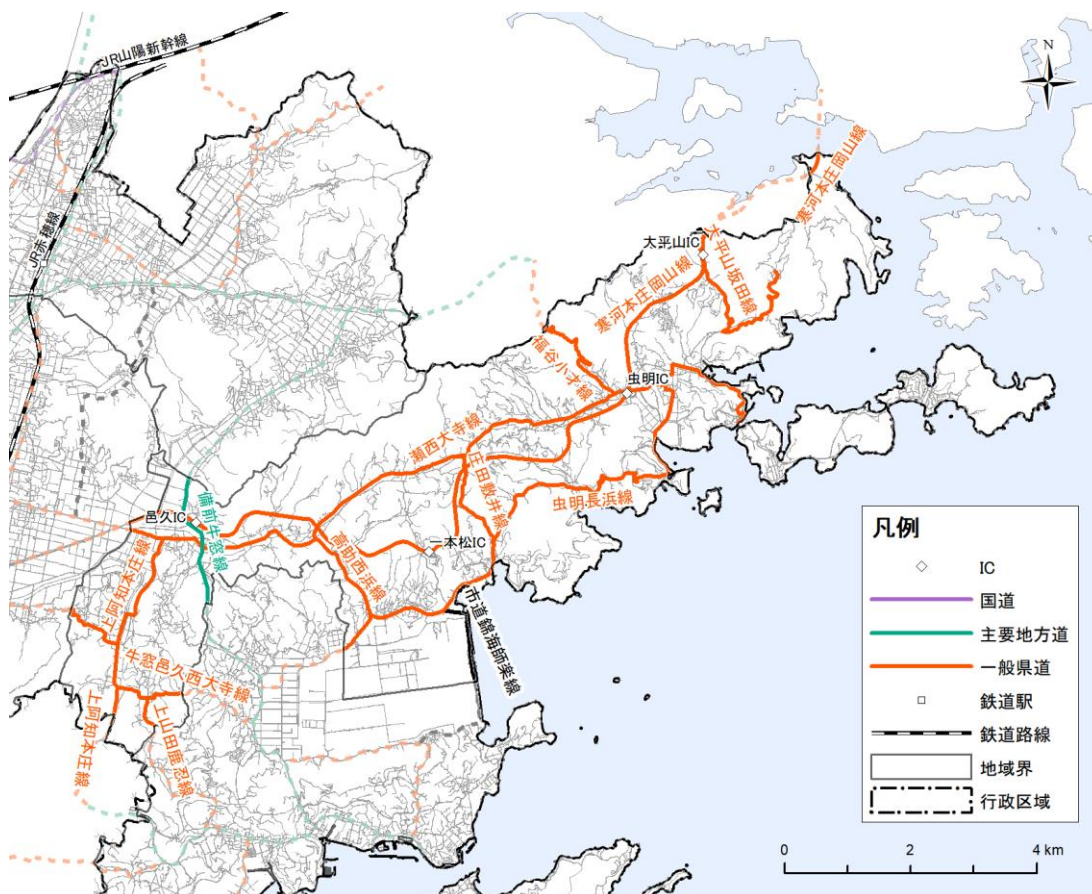 JR山陽新幹線
N
JR赤穂線
寒河本庄岡山線
大平山IC
大平山坂田線
寒河本庄岡山線
福谷小才線
虫明IC
瀬西大寺線
庄田敷井線
虫明長浜線
備前牛窓線
邑久IC
一本松IC
高助西浜線
上阿知本庄線
市道錦海師楽線
牛窓邑久西大寺線
上山田鹿忍線
上阿知本庄線
凡例
IC
国道
主要地方道
一般県道
鉄道駅
鉄道路線
地域界
行政区域
0 2 4 km